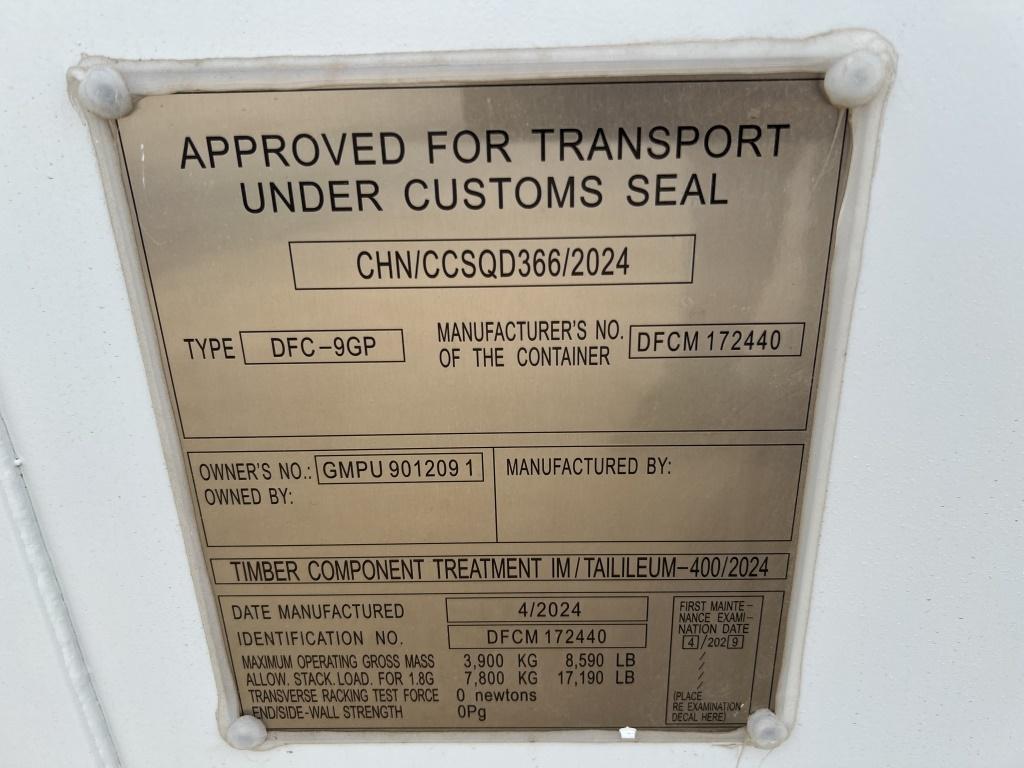 APPROVED FOR TRANSPORT
UNDER CUSTOMS SEAL
CHN/CCSQD366/2024
TYPE DFC-9GP
MANUFACTURER'S NO.
OF THE CONTAINER
DFCM 172440
OWNER'S NO.: GMPU 901209 1
OWNED BY:
MANUFACTURED BY:
TIMBER COMPONENT TREATMENT IM/TAILILEUM-400/2024
DATE MANUFACTURED 4/2024
IDENTIFICATION NO. DFCM 172440
MAXIMUM OPERATING GROSS MASS 3,900 KG 8,590 LB
ALLOW. STACK. LOAD. FOR 1.8G 7,800 KG 17,190 LB
TRANSVERSE RACKING TEST FORCE 0 newtons
END/SIDE-WALL STRENGTH 0Pg
FIRST MAINTE-
NANCE EXAMI-
NATION DATE
4/2029
/
/
/
/
(PLACE
RE EXAMINATION
DECAL HERE)